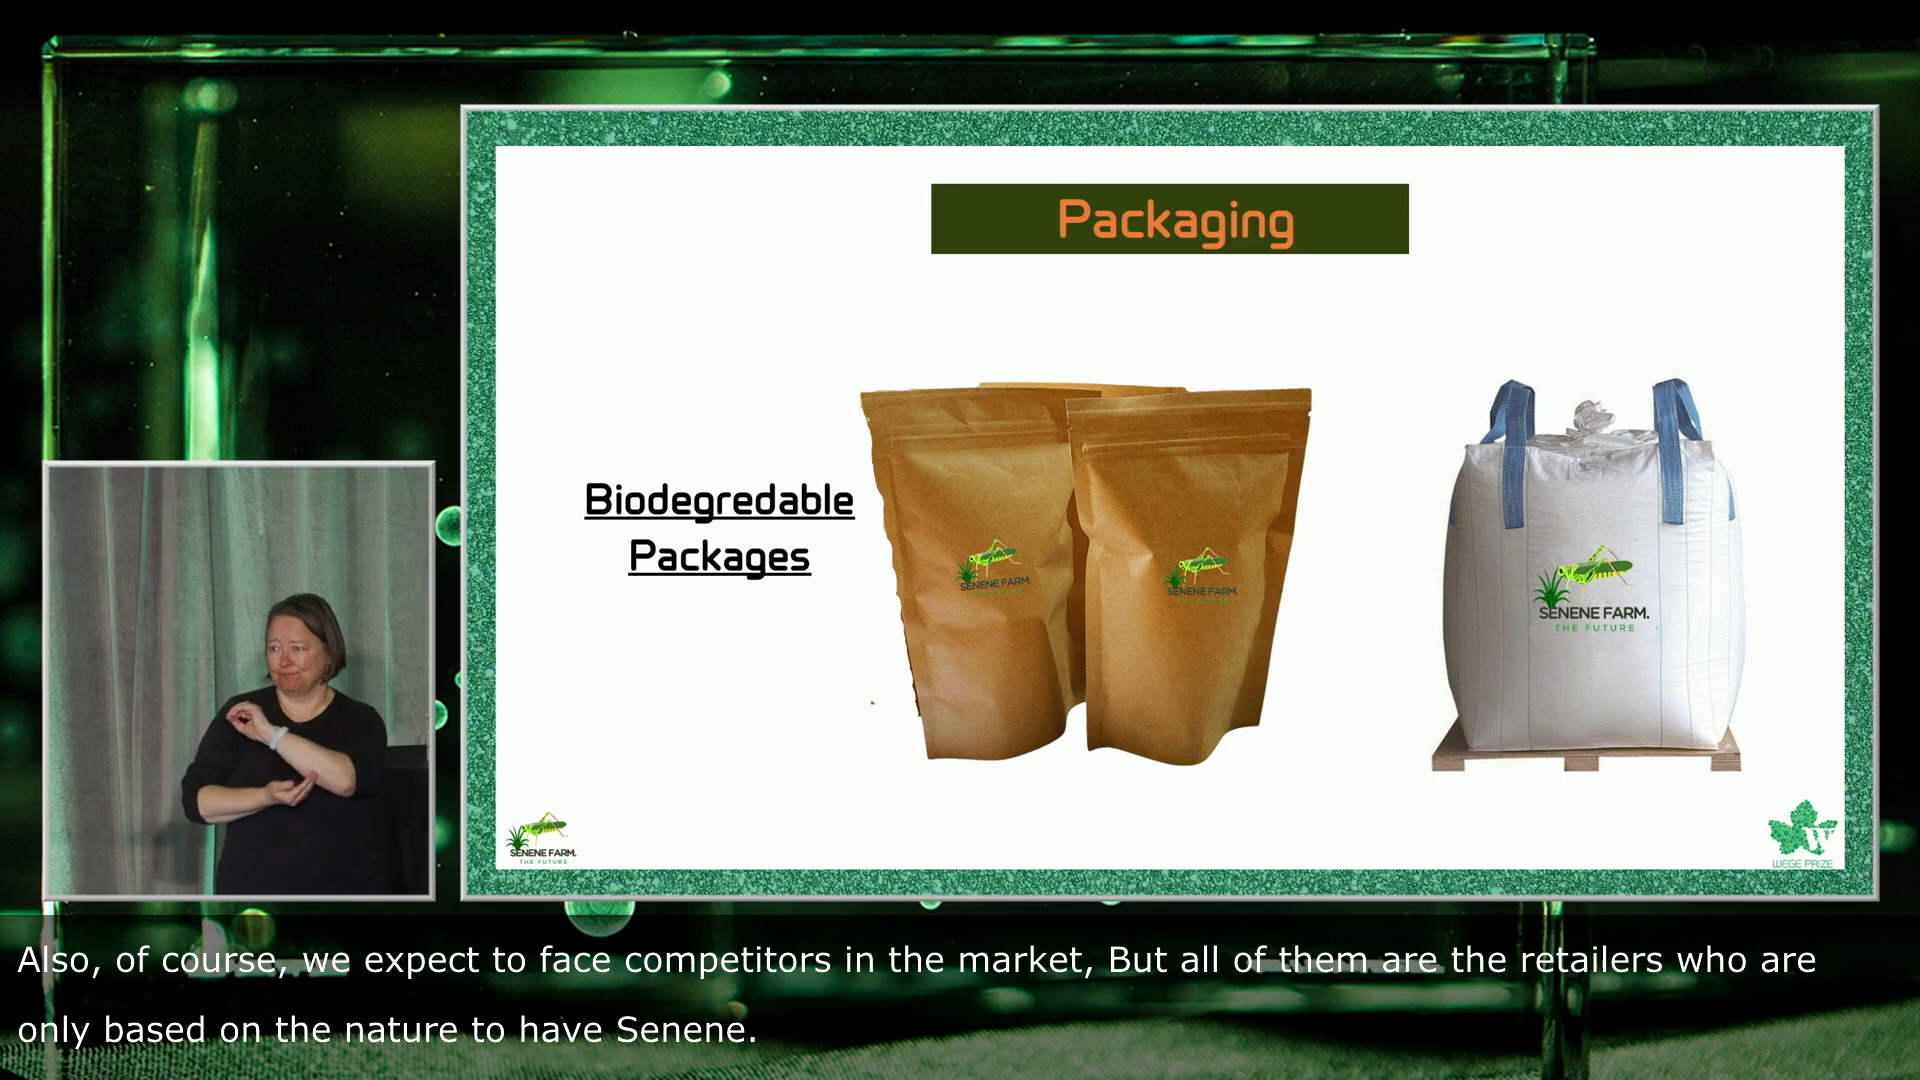 Packaging
Biodegredable
Packages
SENENE FARM.
SENENE FARM.
SENENE FARM.
THE FUTURE
SENENE FARM.
THE FUTURE
W
WEGE PRIZE
Also, of course, we expect to face competitors in the market, But all of them are the retailers who are
only based on the nature to have Senene.